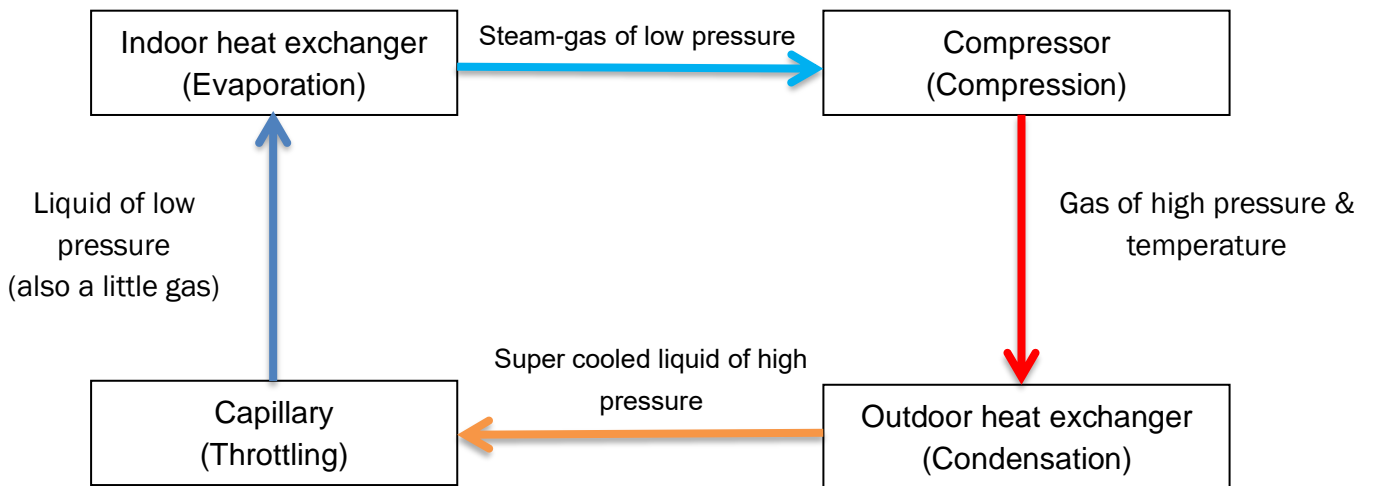 Indoor heat exchanger
(Evaporation)
Steam-gas of low pressure
Compressor
(Compression)
Liquid of low
pressure
(also a little gas)
Gas of high pressure &
temperature
Capillary
(Throttling)
Super cooled liquid of high
pressure
Outdoor heat exchanger
(Condensation)